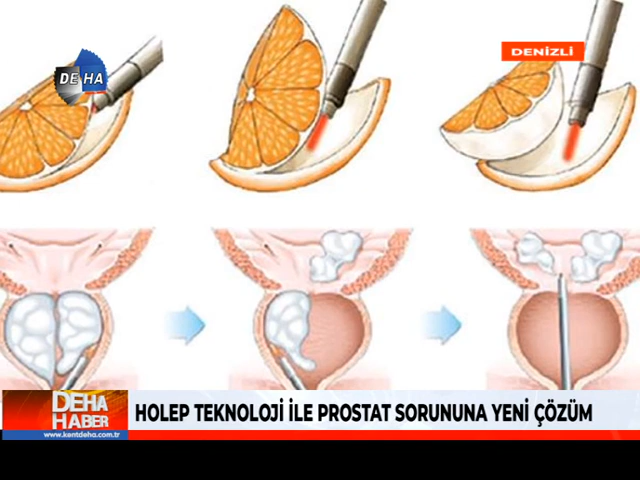 DEHA
DENİZLİ
DEHA
HABER
www.kentdeha.com.tr
HOLEP TEKNOLOJİ İLE PROSTAT SORUNUNA YENİ ÇÖZÜM